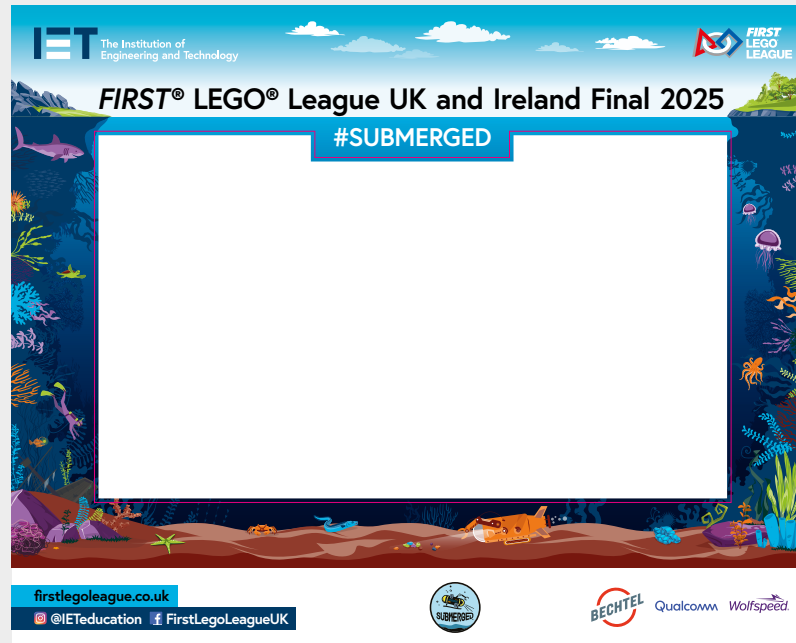 IET The Institution of
Engineering and Technology
FIRST
LEGO
LEAGUE
FIRST® LEGO® League UK and Ireland Final 2025
#SUBMERGED
firstlegoleague.co.uk
@IETeducation FirstLegoLeagueUK
SUBMERGED
BECHTEL
Qualcomm
Wolfspeed.